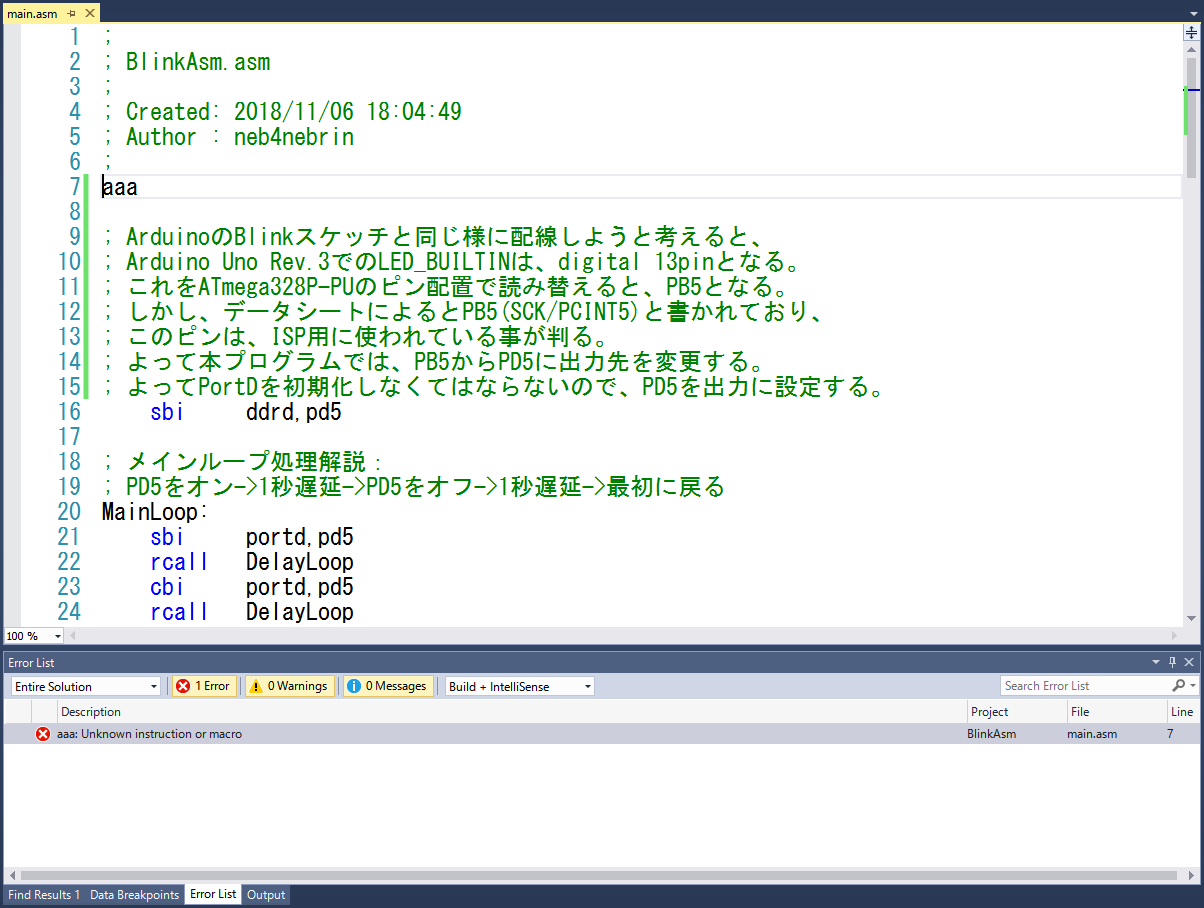 main.asm
1 ;
2 ; BlinkAsm.asm
3 ;
4 ; Created: 2018/11/06 18:04:49
5 ; Author : neb4nebrin
6 ;
7 aaa
8
9 ; ArduinoのBlinkスケッチと同じ様に配線しようと考えると、
10 ; Arduino Uno Rev.3でのLED_BUILTINは、digital 13pinとなる。
11 ; これをATmega328P-PUのピン配置で読み替えると、PB5となる。
12 ; しかし、データシートによるとPB5(SCK/PCINT5)と書かれており、
13 ; このピンは、ISP用に使われている事が判る。
14 ; よって本プログラムでは、PB5からPD5に出力先を変更する。
15 ; よってPortDを初期化しなくてはならないので、PD5を出力に設定する。
16 sbi ddrd,pd5
17
18 ; メインループ処理解説：
19 ; PD5をオン->1秒遅延->PD5をオフ->1秒遅延->最初に戻る
20 MainLoop:
21 sbi portd,pd5
22 rcall DelayLoop
23 cbi portd,pd5
24 rcall DelayLoop
100 %
Error List
Entire Solution 1 Error 0 Warnings 0 Messages Build + IntelliSense Search Error List
Description Project File Line
aaa: Unknown instruction or macro BlinkAsm main.asm 7
Find Results 1 Data Breakpoints Error List Output